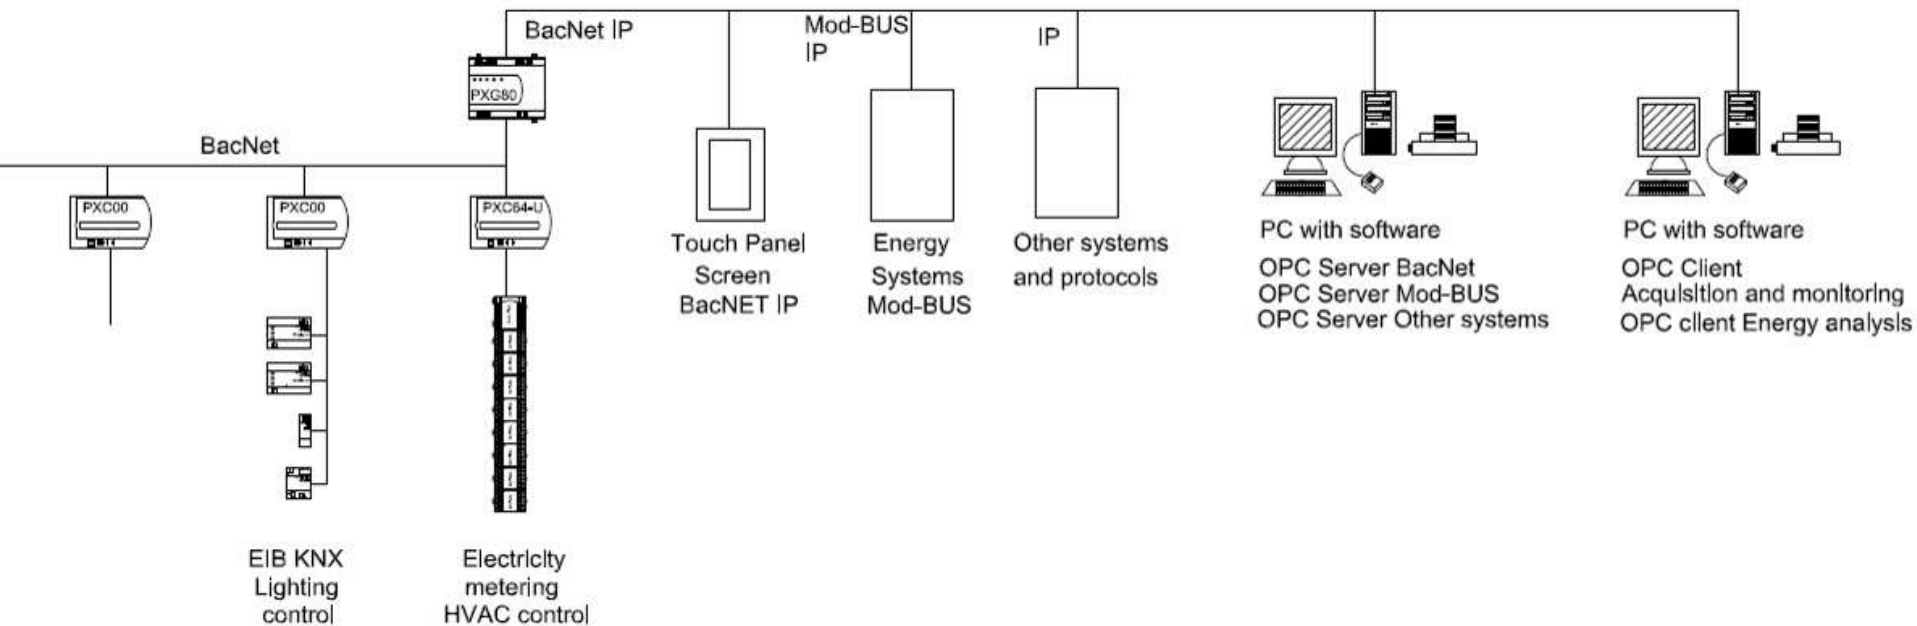 BacNet IP
Mod-BUS
IP
IP
PXG80
BacNet
PXC00
PXC00
PXC64-U
Touch Panel
Screen
BacNET IP
Energy
Systems
Mod-BUS
Other systems
and protocols
PC with software
OPC Server BacNet
OPC Server Mod-BUS
OPC Server Other systems
PC with software
OPC Client
Acquisition and monitoring
OPC client Energy analysis
EIB KNX
Lighting
control
Electricity
metering
HVAC control